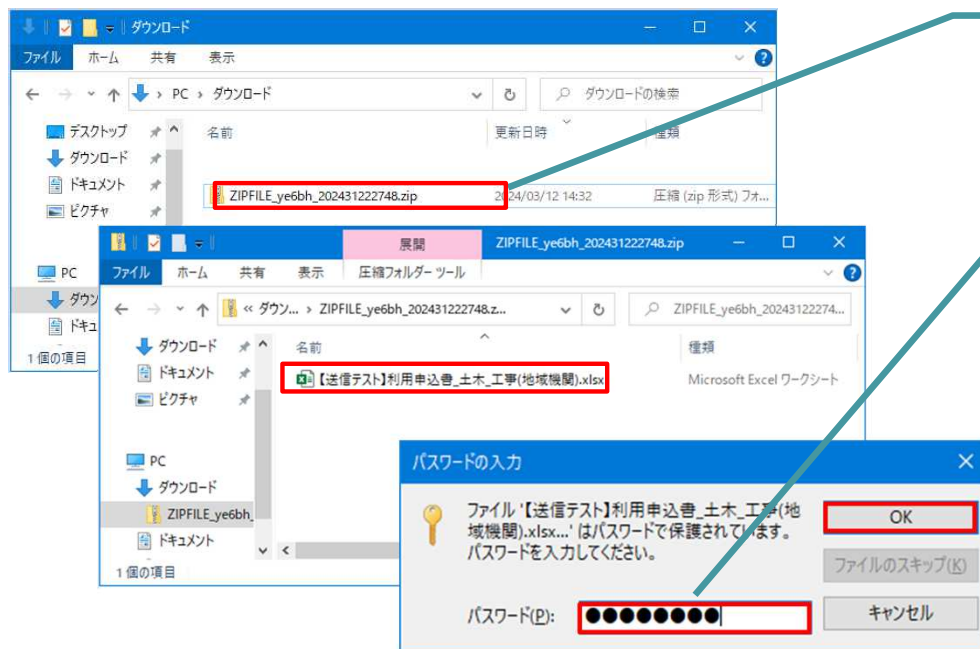 ダウンロード
ファイル ホーム 共有 表示
PC › ダウンロード ダウンロードの検索
デスクトップ 名前 更新日時 種類
ダウンロード
ドキュメント ZIPFILE_ye6bh_202431222748.zip 2024/03/12 14:32 圧縮 (zip 形式) フォ...
ピクチャ
PC
ダウン
ドキュ
1 個の項目
展開 ZIPFILE_ye6bh_202431222748.zip
ファイル ホーム 共有 表示 圧縮フォルダー ツール
« ダウン... › ZIPFILE_ye6bh_202431222748.z... ZIPFILE_ye6bh_20243122274...
ダウンロード 名前 種類
ドキュメント 【送信テスト】利用申込書_土木_工事(地域機関).xlsx Microsoft Excel ワークシート
ピクチャ
PC
ダウンロード
ZIPFILE_ye6bh_
ドキュメント
1 個の項目
パスワードの入力
ファイル '【送信テスト】利用申込書_土木_工事(地
域機関).xlsx...' はパスワードで保護されています。
パスワードを入力してください。
OK
ファイルのスキップ(K)
パスワード(P): ●●●●●●●● キャンセル